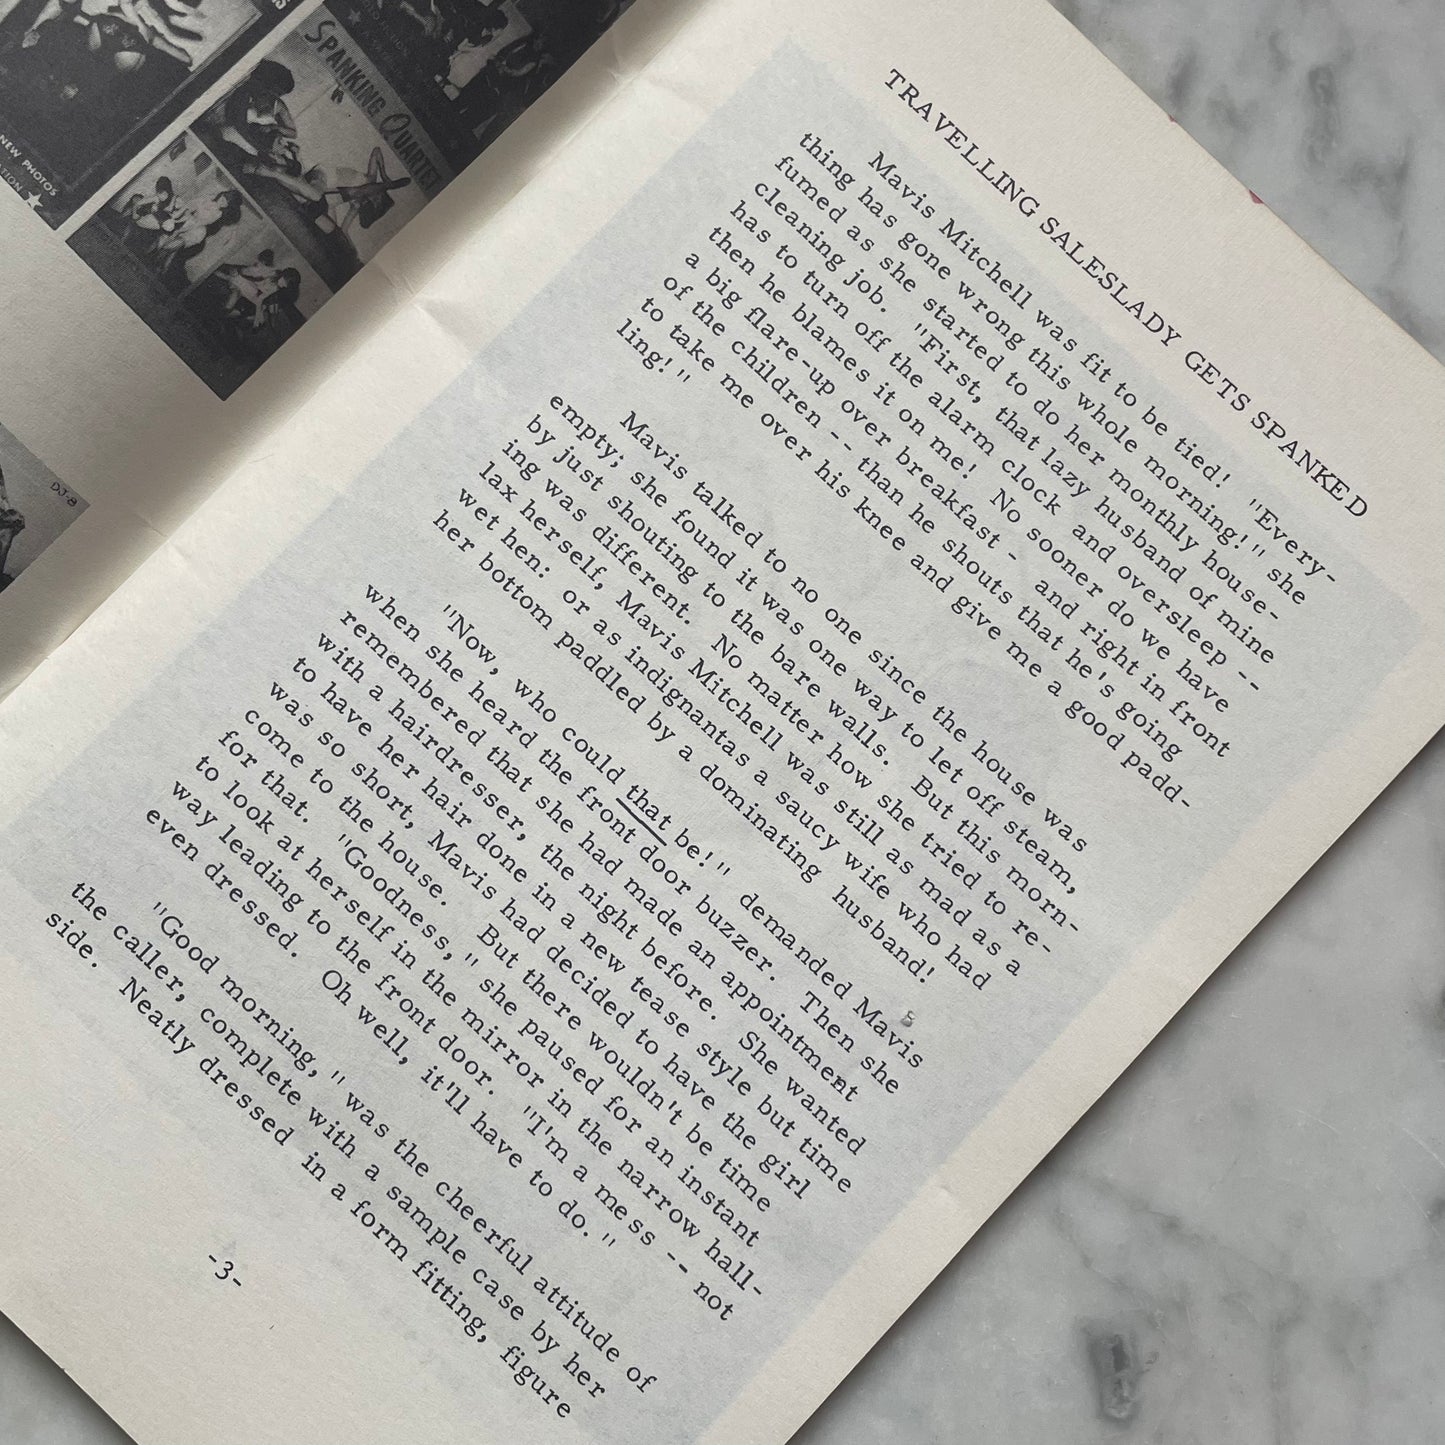 NEW PHOTOS
SPANKING QUARTET
DJ-8
TRAVELLING SALESLADY GETS SPANKED
Mavis Mitchell was fit to be tied! "Every-
thing has gone wrong this whole morning!" she
fumed as she started to do her monthly house-
cleaning job. "First, that lazy husband of mine
has to turn off the alarm clock and oversleep --
then he blames it on me! No sooner do we have
a big flare-up over breakfast - and right in front
of the children -- than he shouts that he's going
to take me over his knee and give me a good padd-
ling!"
Mavis talked to no one since the house was
empty; she found it was one way to let off steam,
by just shouting to the bare walls. But this morn-
ing was different. No matter how she tried to re-
lax herself, Mavis Mitchell was still as mad as a
wet hen: or as indignantas a saucy wife who had
her bottom paddled by a dominating husband!
"Now, who could that be!" demanded Mavis
when she heard the front door buzzer. Then she
remembered that she had made an appointment
with a hairdresser, the night before. She wanted
to have her hair done in a new tease style but time
was so short, Mavis had decided to have the girl
come to the house. But there wouldn't be time
for that. "Goodness," she paused for an instant
to look at herself in the mirror in the narrow hall-
way leading to the front door. "I'm a mess -- not
even dressed. Oh well, it'll have to do."
"Good morning," was the cheerful attitude of
the caller, complete with a sample case by her
side. Neatly dressed in a form fitting, figure
-3-